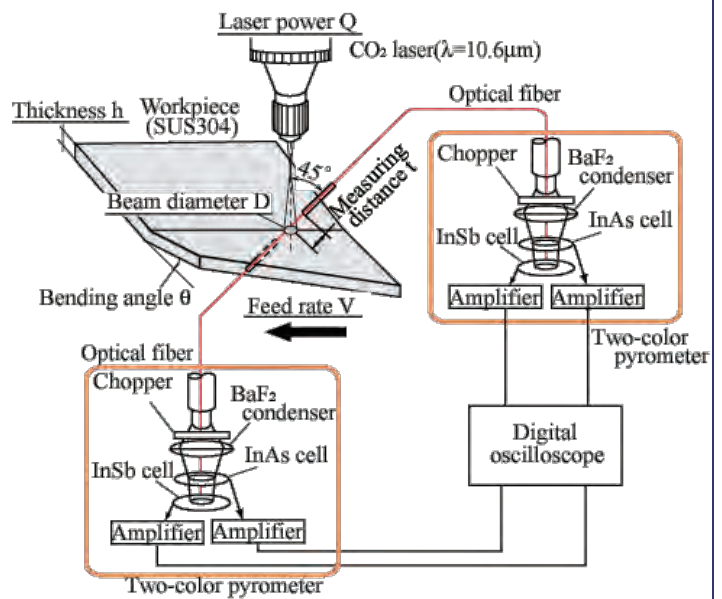 Laser power Q
CO₂ laser(λ=10.6μm)
Optical fiber
Thickness h
Workpiece
(SUS304)
45°
Measuring
distance t
Beam diameter D
Bending angle θ
Feed rate V
Chopper
BaF₂
condenser
InSb cell
InAs cell
Amplifier
Amplifier
Two-color
pyrometer
Optical fiber
Chopper
BaF₂
condenser
InSb cell
InAs cell
Amplifier
Amplifier
Two-color pyrometer
Digital
oscilloscope